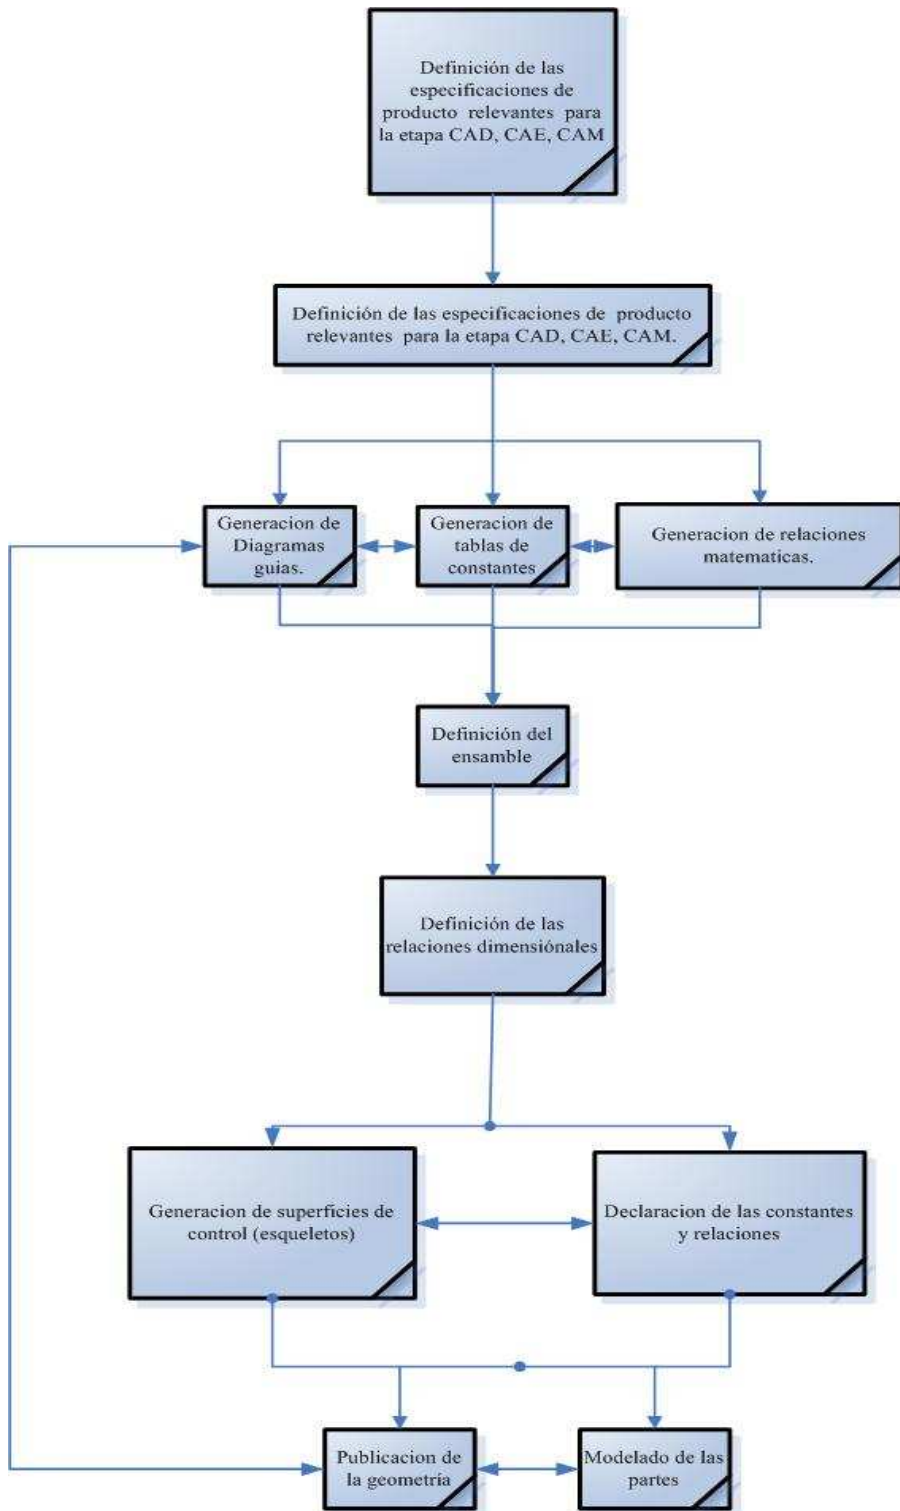 Definición de las
especificaciones de
producto relevantes para
la etapa CAD, CAE, CAM
Definición de las especificaciones de producto
relevantes para la etapa CAD, CAE, CAM.
Generacion de
Diagramas
guias.
Generacion de
tablas de
constantes
Generacion de relaciones
matematicas.
Definición del
ensamble
Definición de las
relaciones dimensiónales
Generacion de superficies de
control (esqueletos)
Declaracion de las constantes
y relaciones
Publicacion de
la geometría
Modelado de las
partes